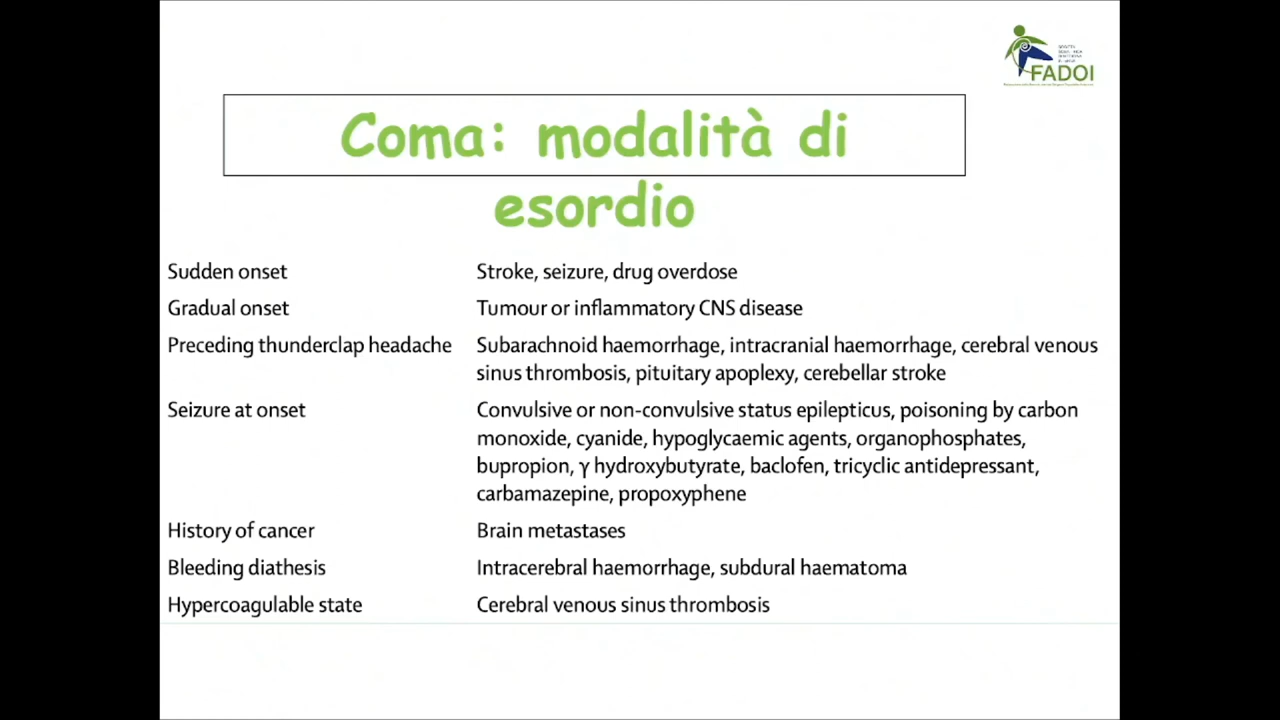 FADOI
Coma: modalità di
esordio
Sudden onset Stroke, seizure, drug overdose
Gradual onset Tumour or inflammatory CNS disease
Preceding thunderclap headache Subarachnoid haemorrhage, intracranial haemorrhage, cerebral venous
sinus thrombosis, pituitary apoplexy, cerebellar stroke
Seizure at onset Convulsive or non-convulsive status epilepticus, poisoning by carbon
monoxide, cyanide, hypoglycaemic agents, organophosphates,
bupropion, γ hydroxybutyrate, baclofen, tricyclic antidepressant,
carbamazepine, propoxyphene
History of cancer Brain metastases
Bleeding diathesis Intracerebral haemorrhage, subdural haematoma
Hypercoagulable state Cerebral venous sinus thrombosis